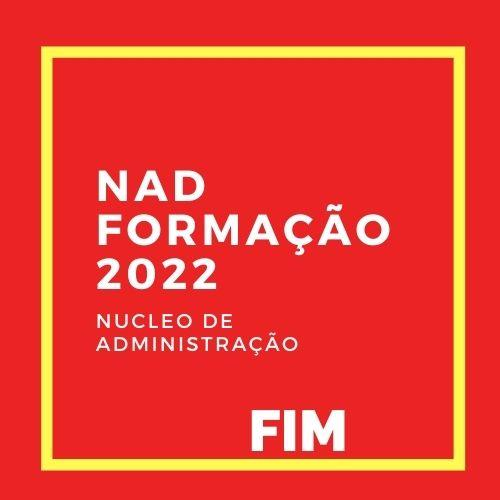 NAD
FORMAÇÃO
2022
NUCLEO DE
ADMINISTRAÇÃO
FIM